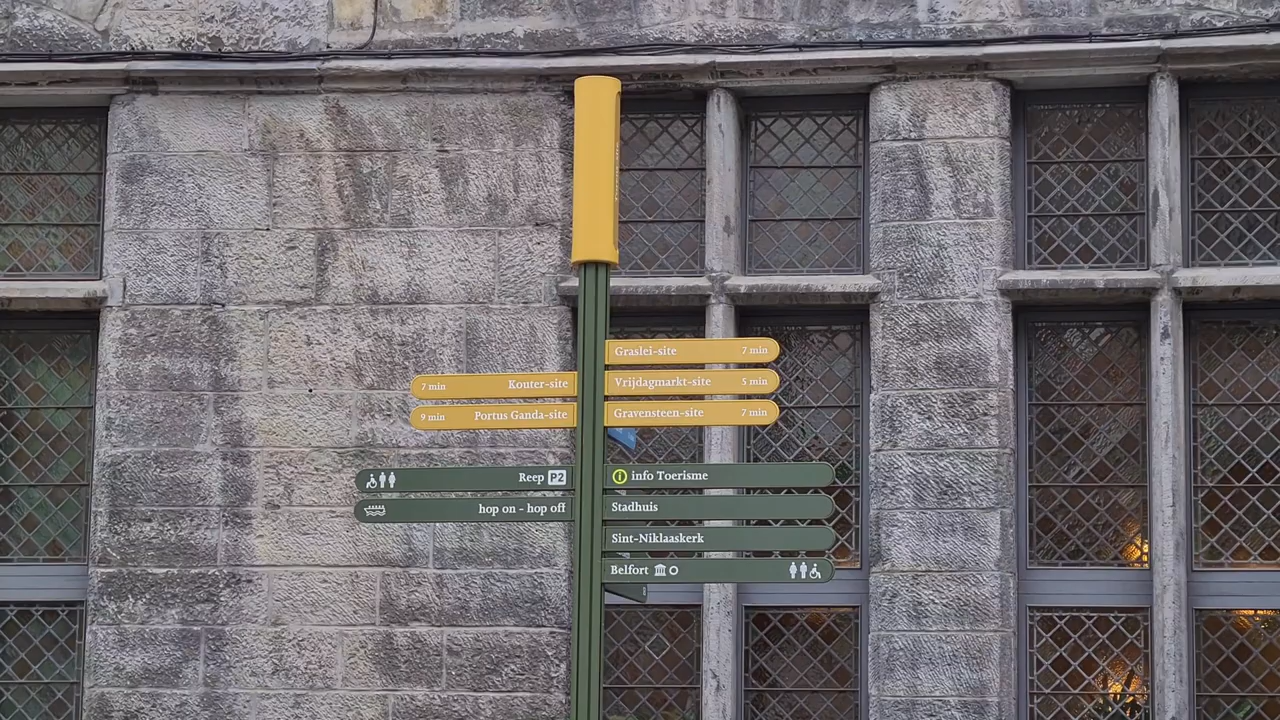 Graslei-site 7 min
7 min Kouter-site
Vrijdagmarkt-site 5 min
9 min Portus Ganda-site
Gravensteen-site 7 min
Reep P2
i info Toerisme
hop on - hop off
Stadhuis
Sint-Niklaaskerk
Belfort